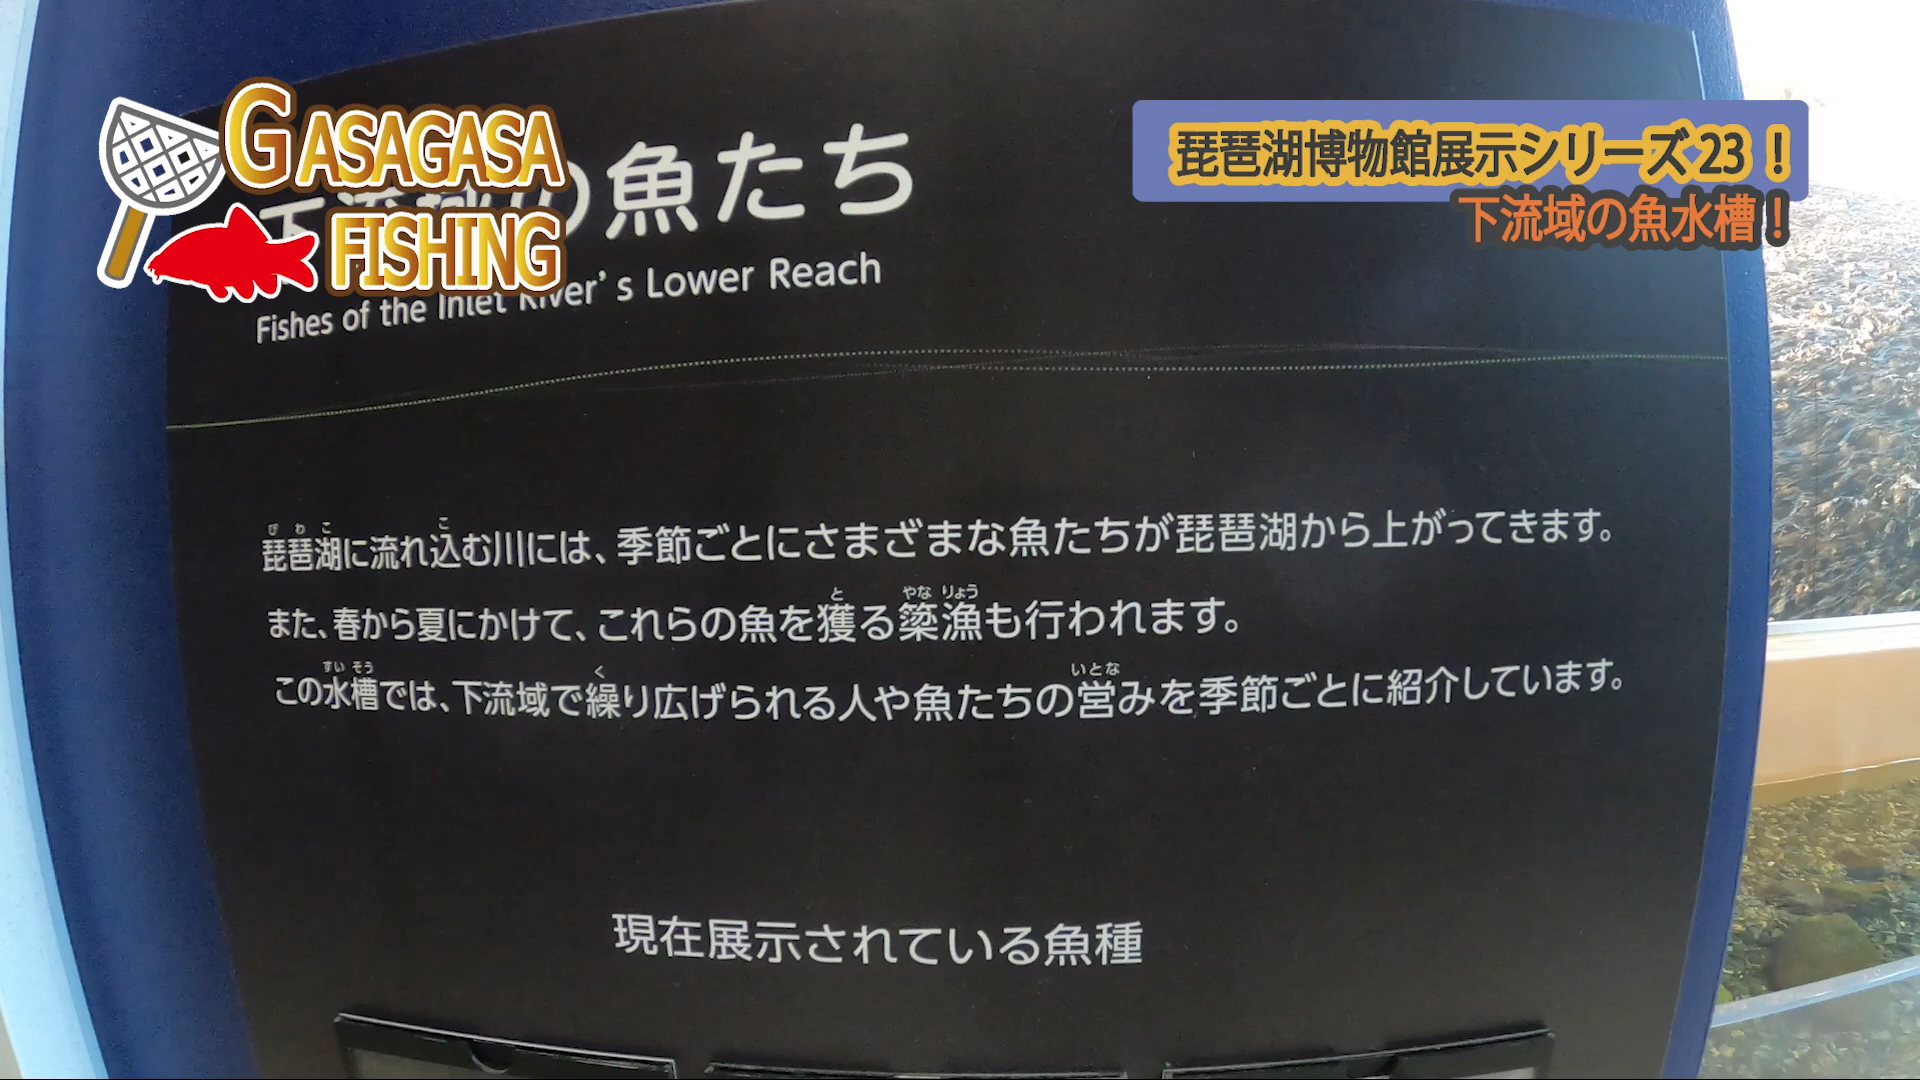 GASAGASA
FISHING
琵琶湖博物館展示シリーズ23！
下流域の魚水槽！
下流域の魚たち
Fishes of the Inlet River's Lower Reach
琵琶湖に流れ込む川には、季節ごとにさまざまな魚たちが琵琶湖から上がってきます。
また、春から夏にかけて、これらの魚を獲る簗漁も行われます。
この水槽では、下流域で繰り広げられる人や魚たちの営みを季節ごとに紹介しています。
現在展示されている魚種